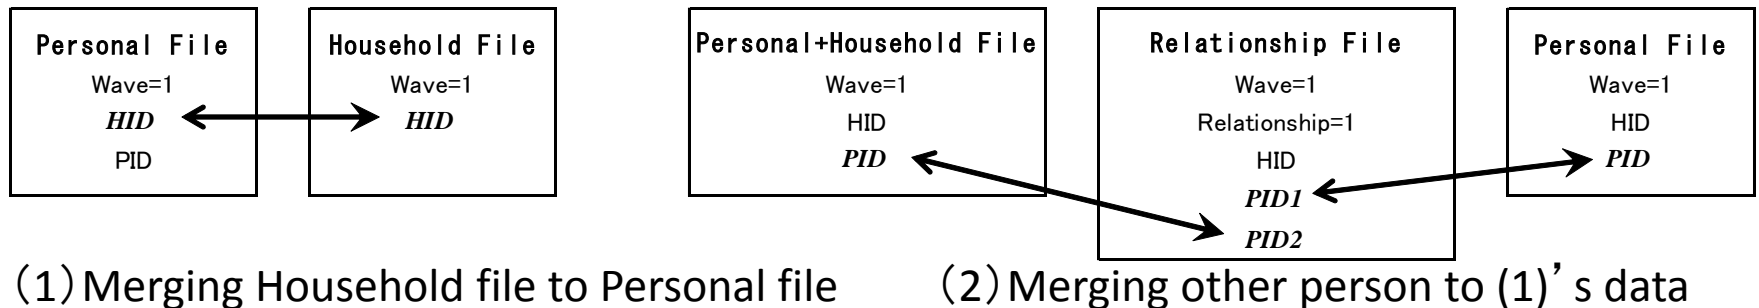 Personal File
Wave=1
HID
PID
Household File
Wave=1
HID
Personal+Household File
Wave=1
HID
PID
Relationship File
Wave=1
Relationship=1
HID
PID1
PID2
Personal File
Wave=1
HID
PID
(1)Merging Household file to Personal file
(2)Merging other person to (1)’s data